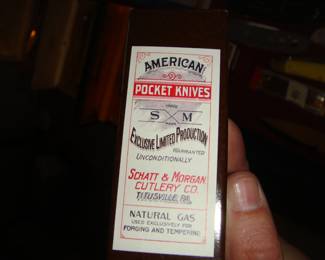 AMERICAN
POCKET KNIVES
S M
EXCLUSIVE LIMITED PRODUCTION
WARRANTED
UNCONDITIONALLY
SCHATT & MORGAN
CUTLERY CO.
TITUSVILLE, PA.
NATURAL GAS
USED EXCLUSIVELY FOR
FORGING AND TEMPERING